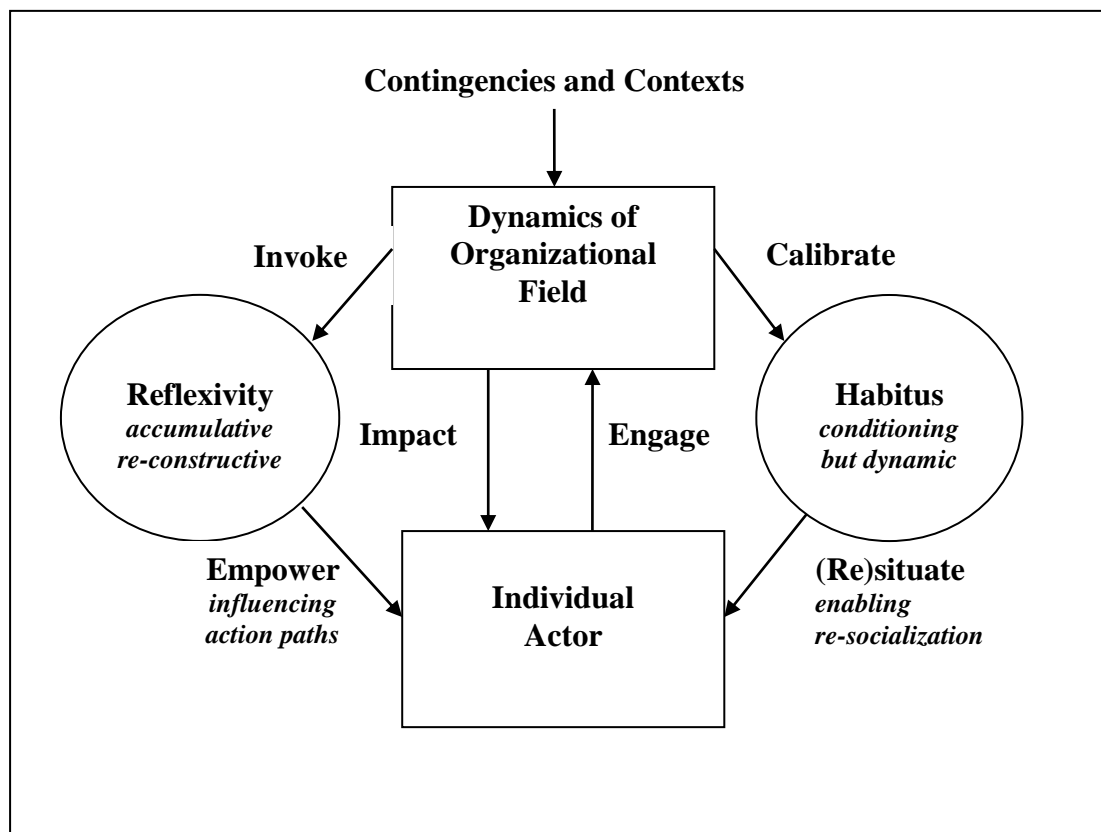 Contingencies and Contexts
Dynamics of
Organizational
Field
Invoke
Calibrate
Reflexivity
accumulative
re-constructive
Impact
Engage
Habitus
conditioning
but dynamic
Empower
influencing
action paths
Individual
Actor
(Re)situate
enabling
re-socialization